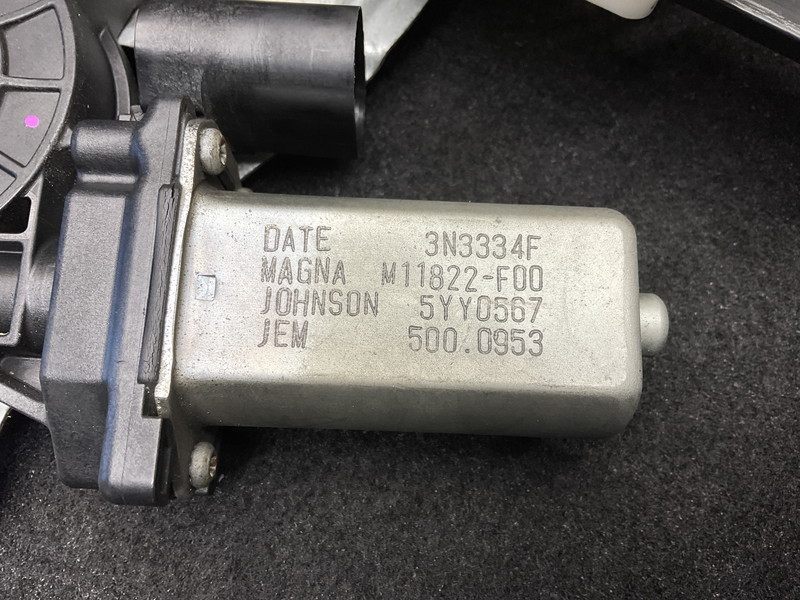 DATE 3N3334F
MAGNA M11822-F00
JOHNSON 5YY0567
JEM 500.0953